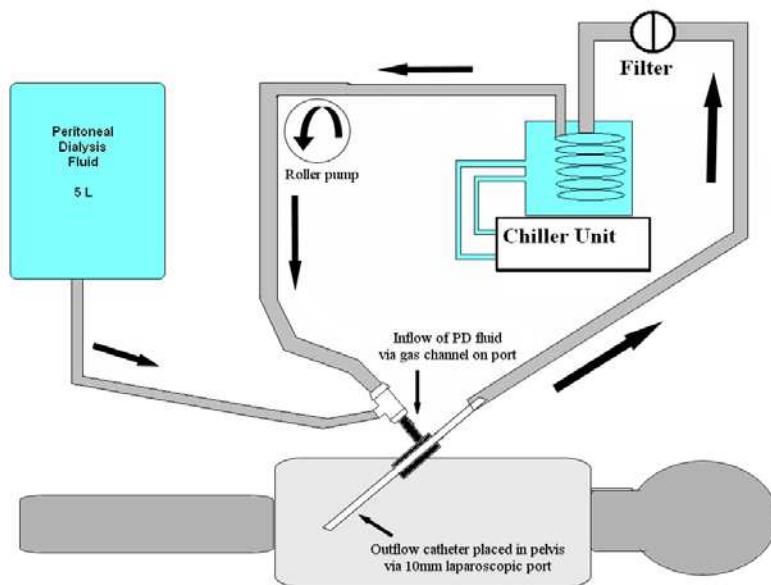 Peritoneal
Dialysis
Fluid
5 L
Roller pump
Filter
Chiller Unit
Inflow of PD fluid
via gas channel on port
Outflow catheter placed in pelvis
via 10mm laparoscopic port